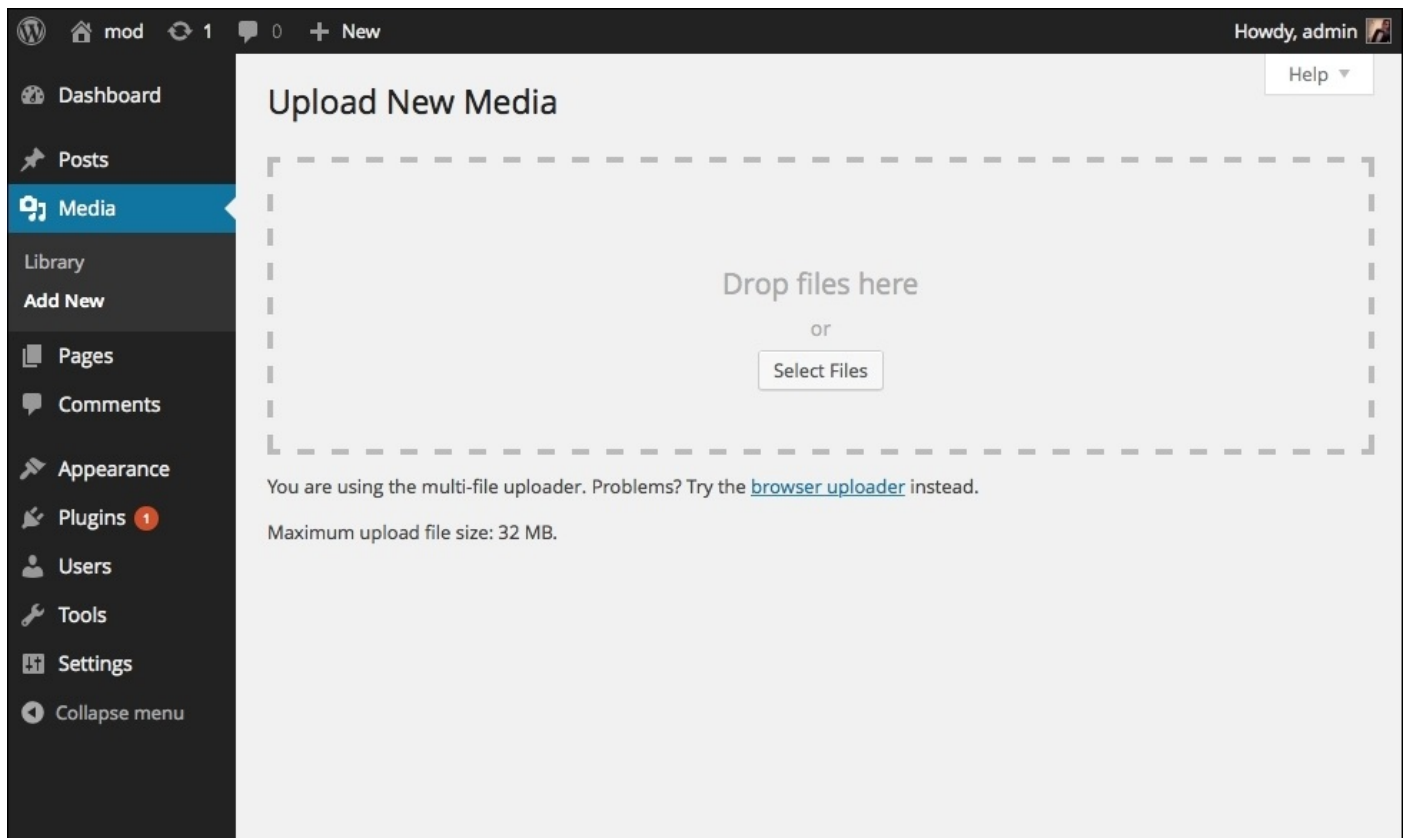 mod 1 0 + New Howdy, admin
Help
Dashboard
Upload New Media
Posts
Media
Library
Add New
Drop files here
or
Select Files
Pages
Comments
Appearance
You are using the multi-file uploader. Problems? Try the browser uploader instead.
Plugins 1
Maximum upload file size: 32 MB.
Users
Tools
Settings
Collapse menu